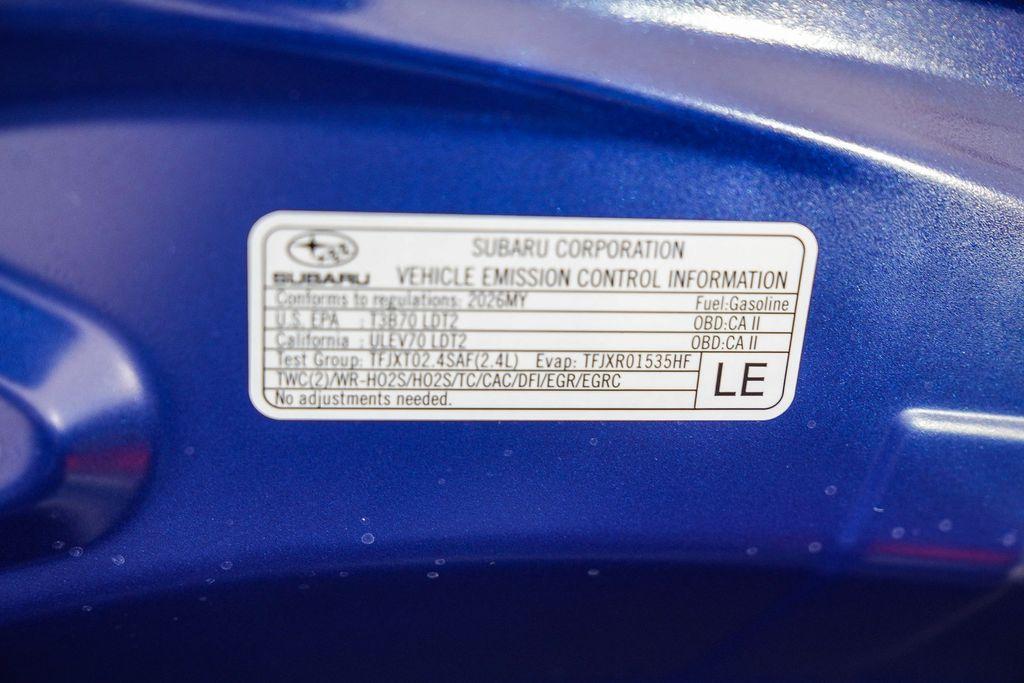 SUBARU CORPORATION
SUBARU
VEHICLE EMISSION CONTROL INFORMATION
Conforms to regulations: 2026MY Fuel:Gasoline
U.S. EPA : T3B70 LDT2 OBD:CA II
California : ULEV70 LDT2 OBD:CA II
Test Group: TFJXT02.4SAF(2.4L) Evap: TFJXR01535HF
TWC(2)/WR-HO2S/HO2S/TC/CAC/DFI/EGR/EGRC
LE
No adjustments needed.